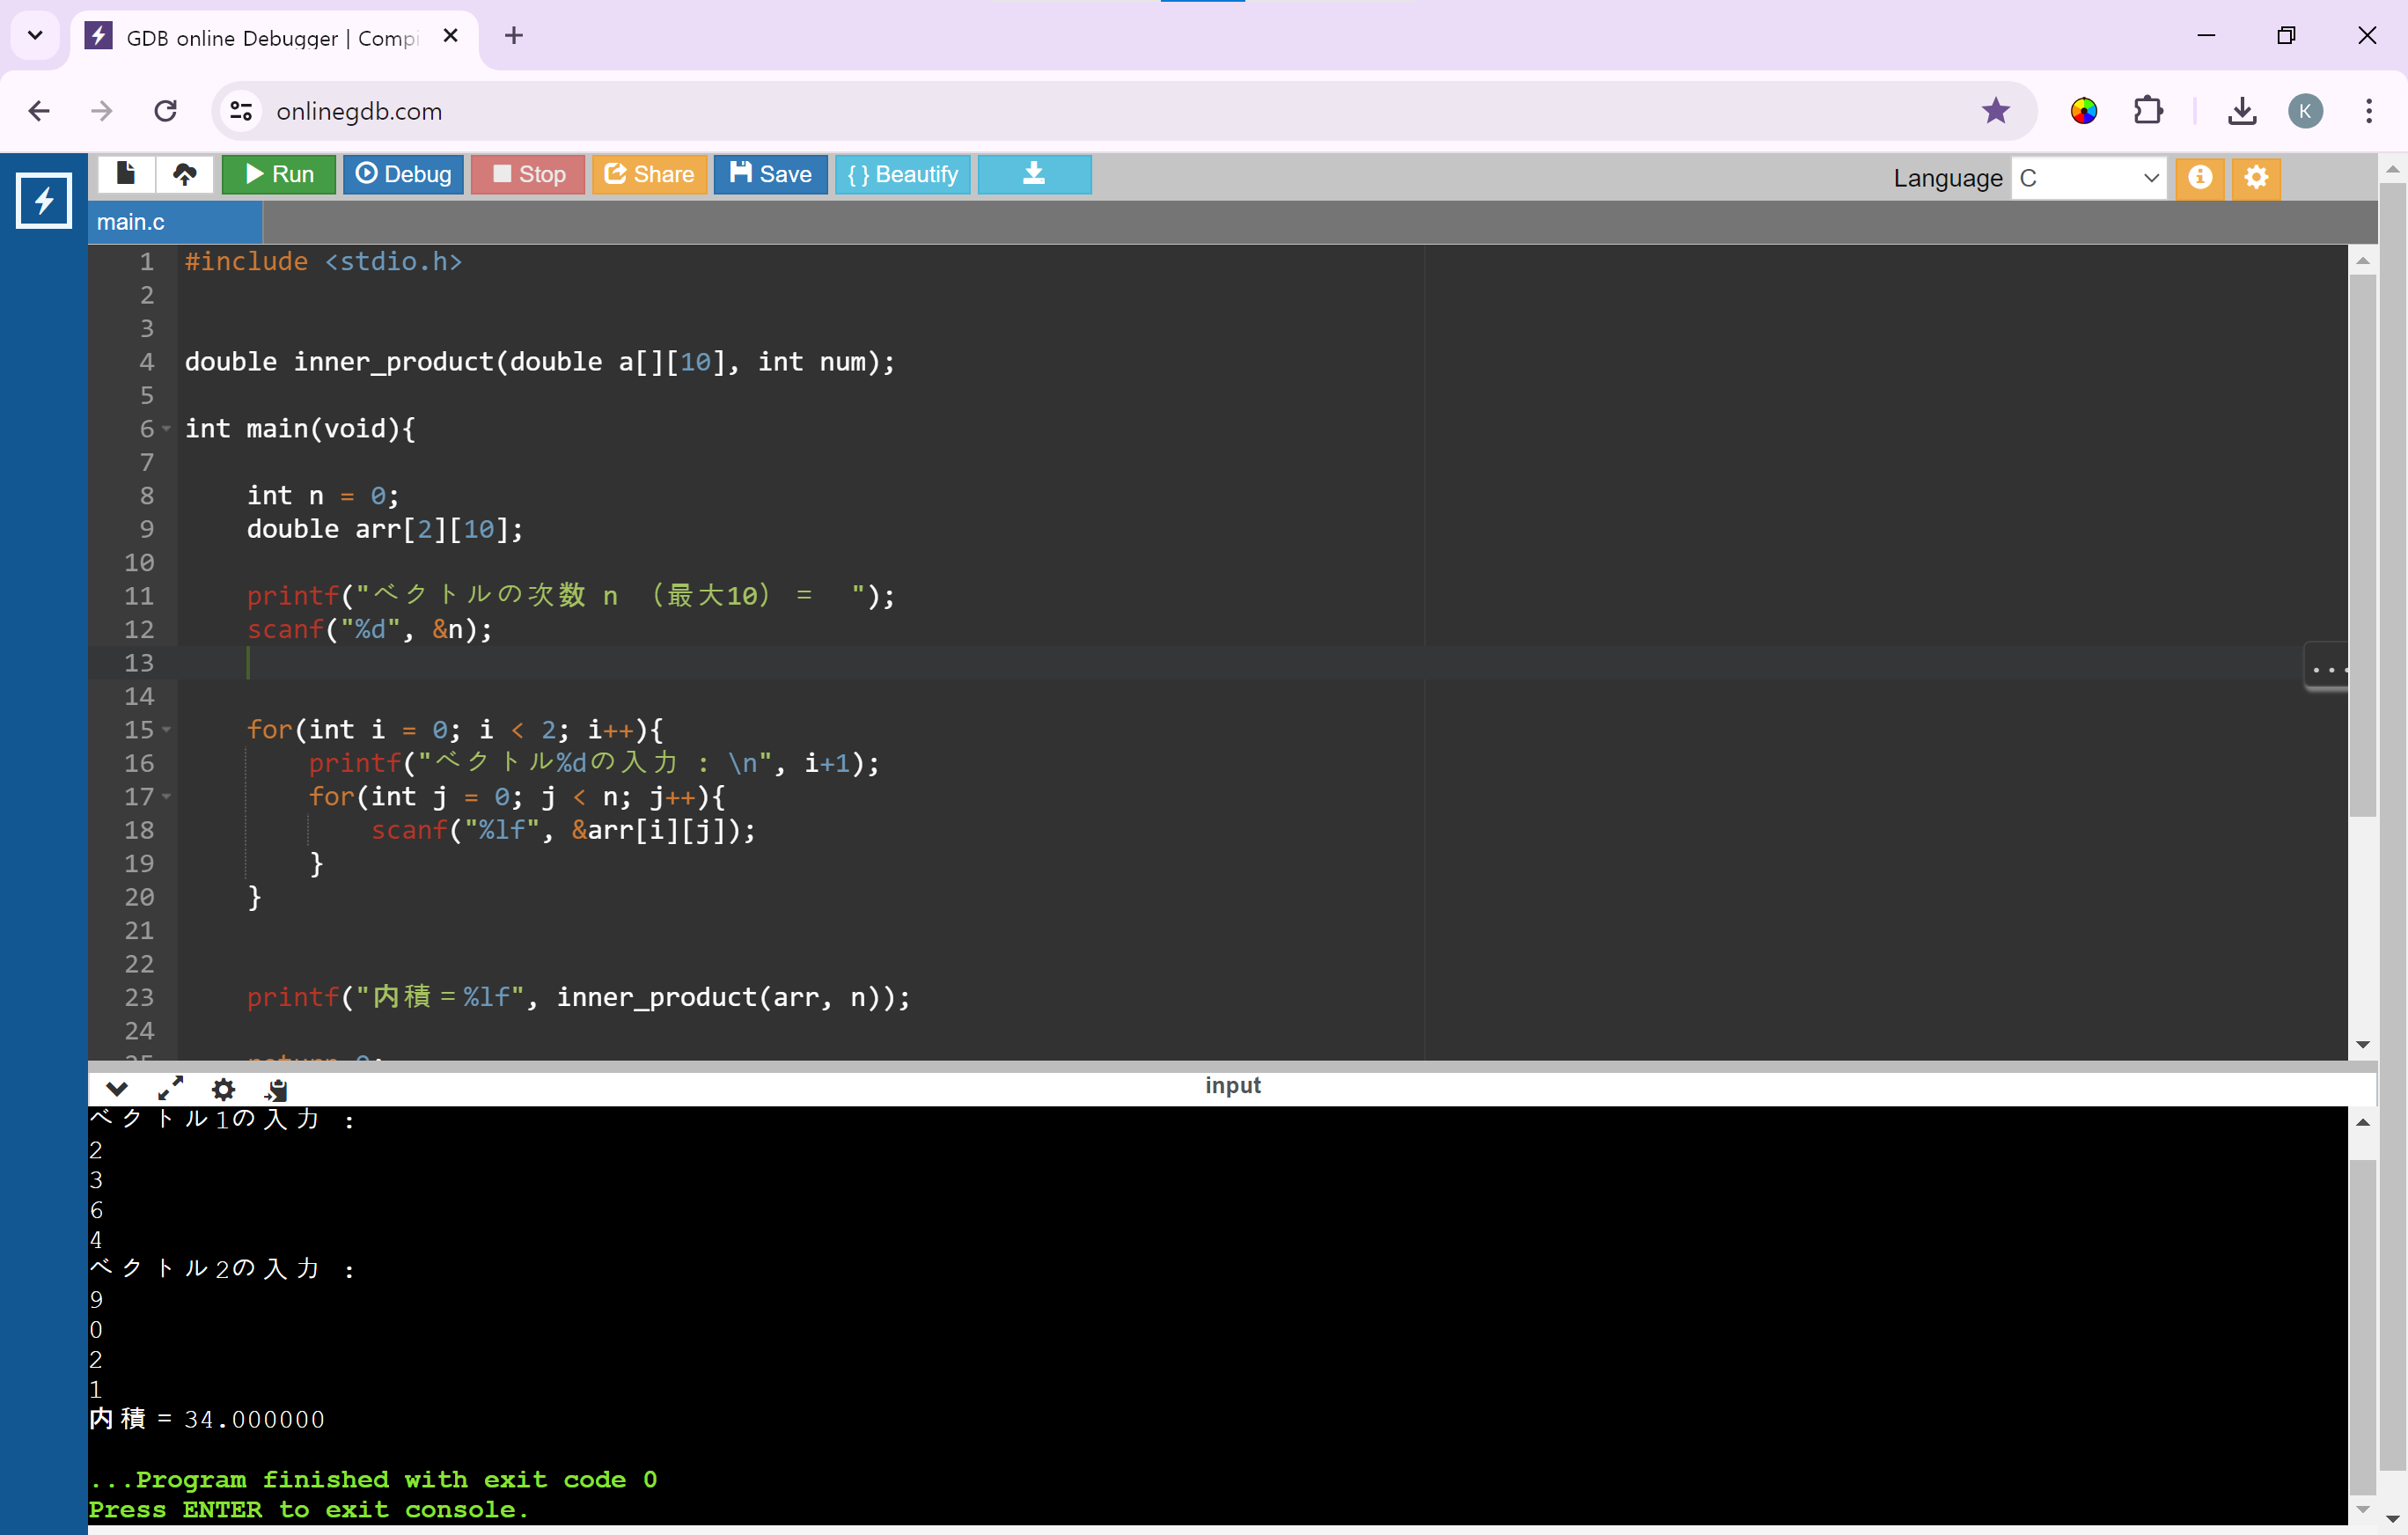 GDB online Debugger | Compi
onlinegdb.com
K
Run Debug Stop Share Save { } Beautify
Language C
main.c
1 #include <stdio.h>
2
3
4 double inner_product(double a[][10], int num);
5
6 int main(void){
7
8 int n = 0;
9 double arr[2][10];
10
11 printf("ベクトルの次数 n （最大10） =  ");
12 scanf("%d", &n);
13
14
15 for(int i = 0; i < 2; i++){
16 printf("ベクトル%dの入力 : \n", i+1);
17 for(int j = 0; j < n; j++){
18 scanf("%lf", &arr[i][j]);
19 }
20 }
21
22
23 printf("内積＝%lf", inner_product(arr, n));
24
25 return 0;
input
ベクトル1の入力 :
2
3
6
4
ベクトル2の入力 :
9
0
2
1
内積＝34.000000
...Program finished with exit code 0
Press ENTER to exit console.